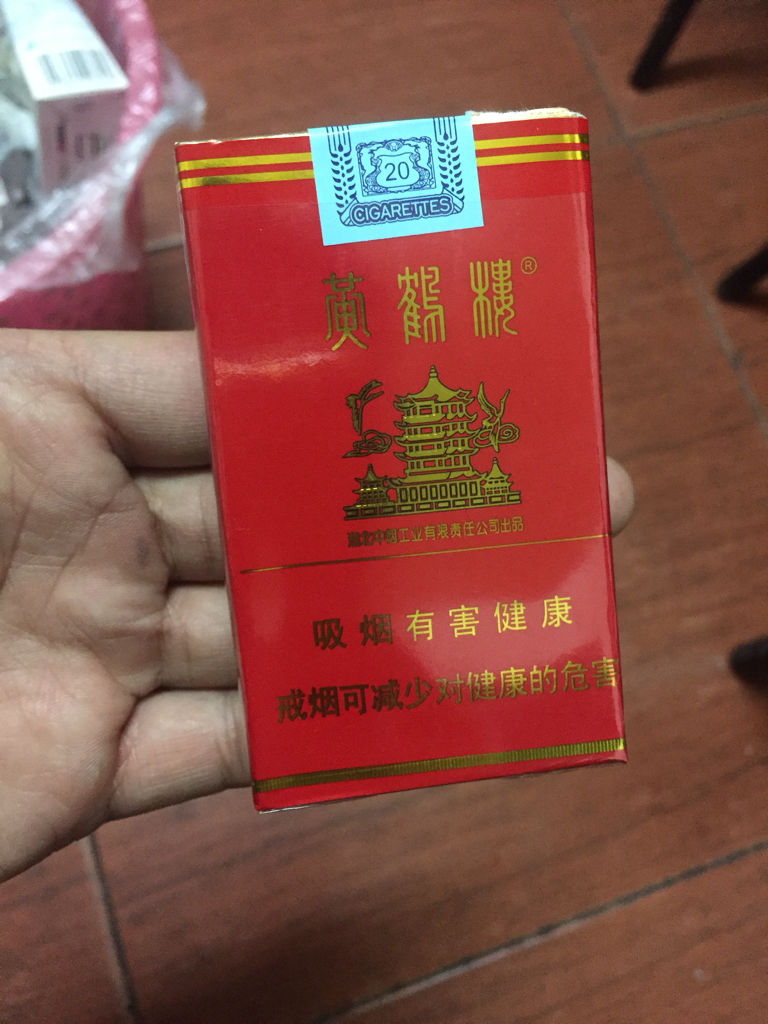 20
CIGARETTES
黄鹤楼®
湖北中烟工业有限责任公司出品
吸烟有害健康
戒烟可减少对健康的危害